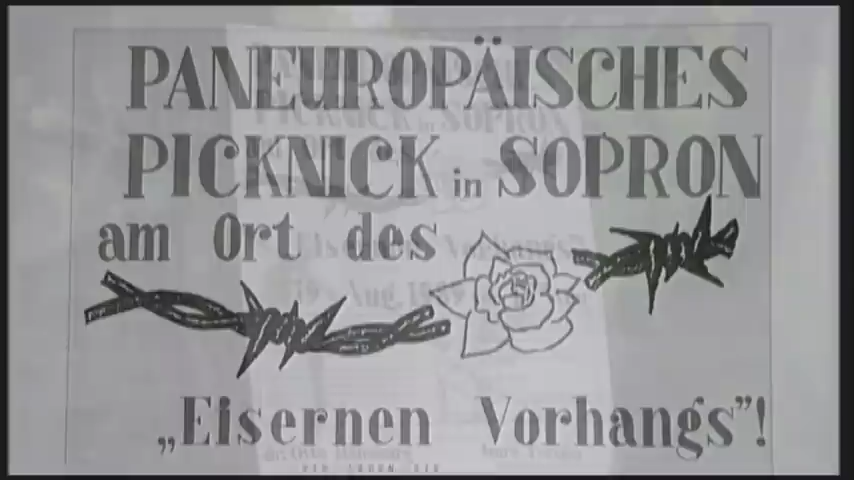 PANEUROPÄISCHES
PICKNICK in SOPRON
am Ort des
„Eisernen Vorhangs”!